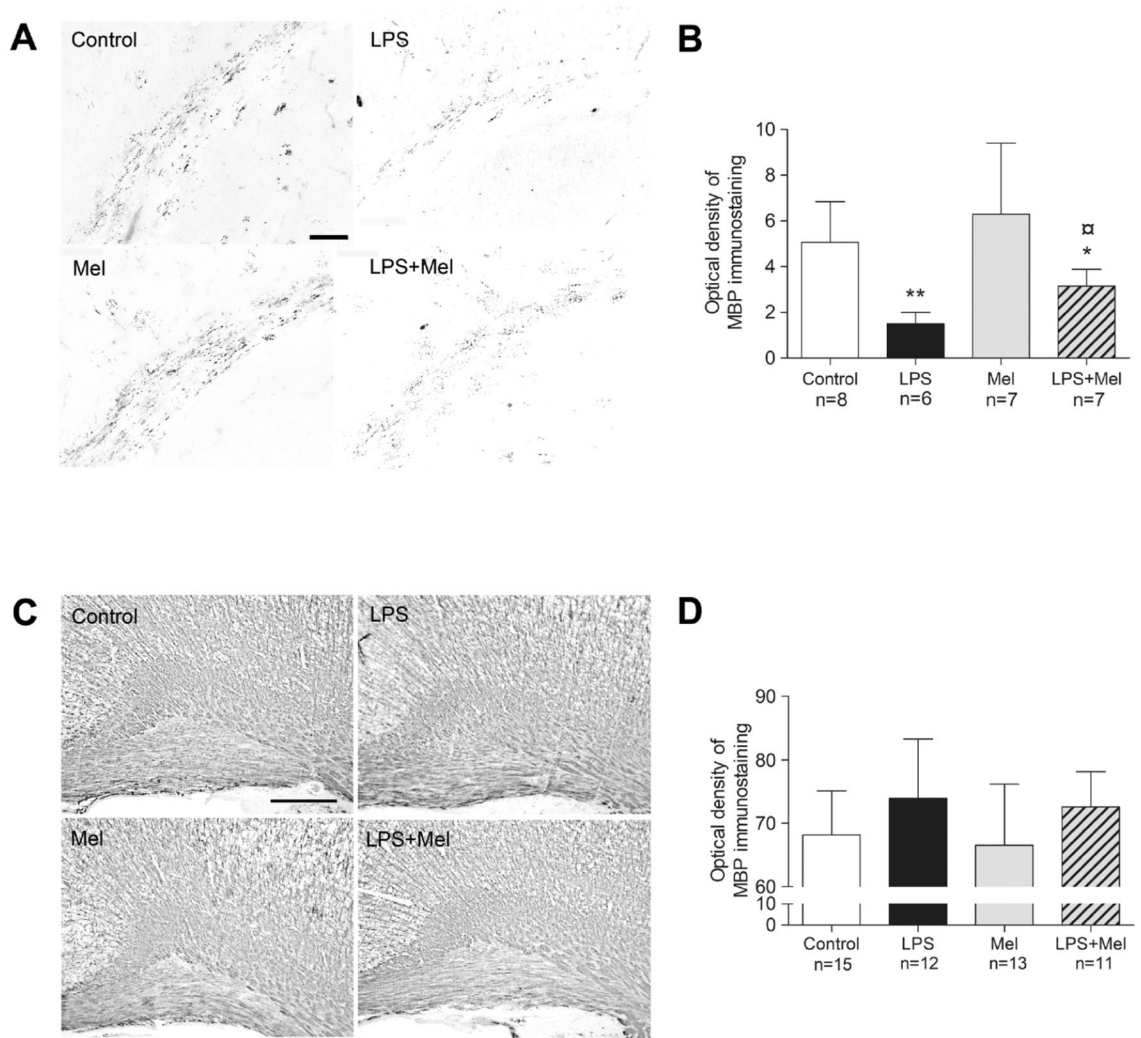 A
Control
LPS
Mel
LPS+Mel
B
Optical density of
MBP immunostaining
10
8
6
4
2
0
**
¤
*
Control
n=8
LPS
n=6
Mel
n=7
LPS+Mel
n=7
C
Control
LPS
Mel
LPS+Mel
D
Optical density of
MBP immunostaining
90
80
70
60
10
0
Control
n=15
LPS
n=12
Mel
n=13
LPS+Mel
n=11